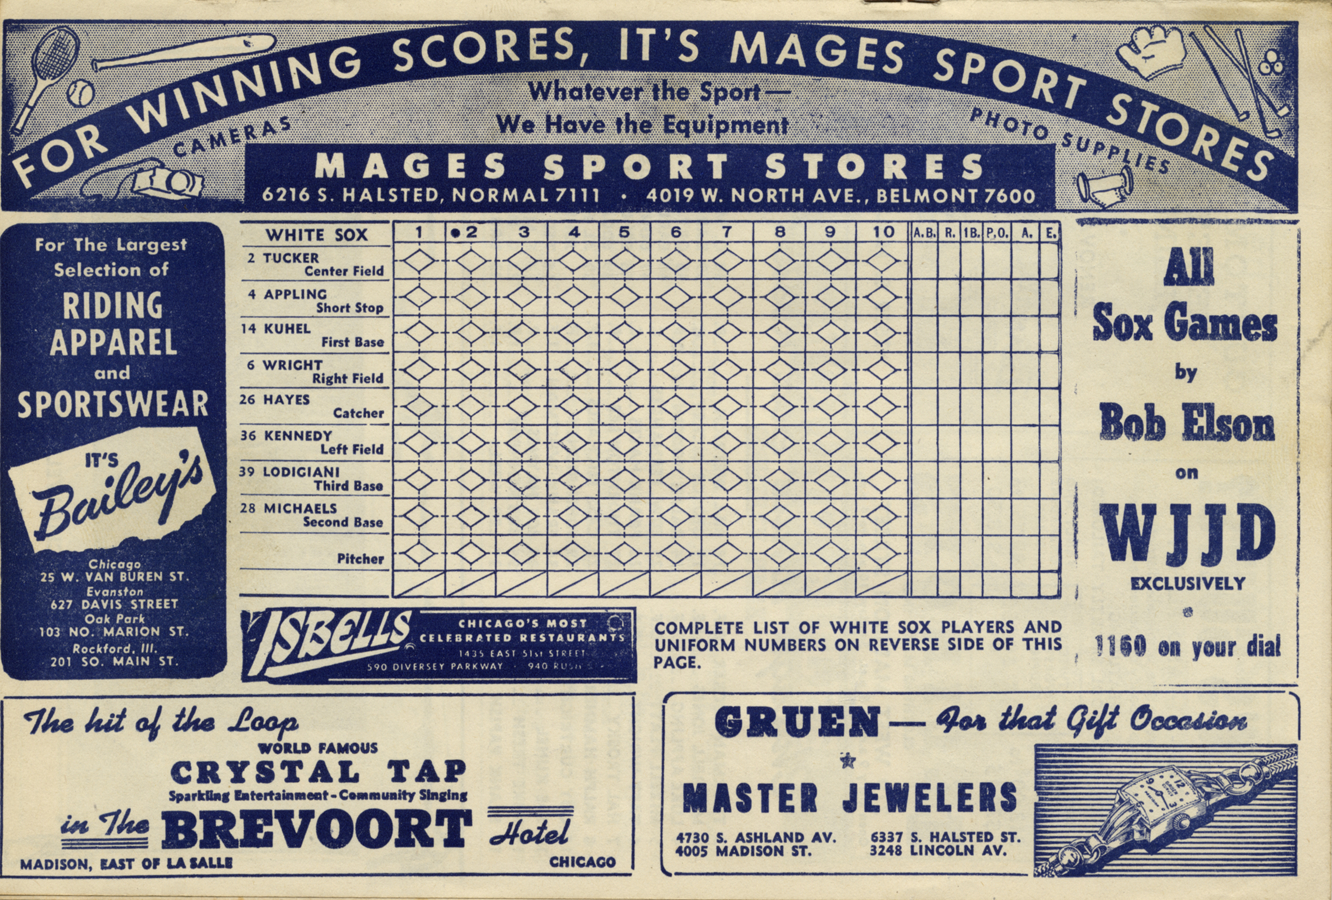 FOR WINNING SCORES, IT'S MAGES SPORT STORES
Whatever the Sport—
We Have the Equipment
CAMERAS
PHOTO SUPPLIES
MAGES SPORT STORES
6216 S. HALSTED, NORMAL 7111 • 4019 W. NORTH AVE., BELMONT 7600
For The Largest
Selection of
RIDING
APPAREL
and
SPORTSWEAR
IT'S
Bailey's
Chicago
25 W. VAN BUREN ST.
Evanston
627 DAVIS STREET
Oak Park
103 NO. MARION ST.
Rockford, Ill.
201 SO. MAIN ST.
WHITE SOX 1 •2 3 4 5 6 7 8 9 10 A.B. R. 1B. P.O. A. E.
2 TUCKER
Center Field
4 APPLING
Short Stop
14 KUHEL
First Base
6 WRIGHT
Right Field
26 HAYES
Catcher
36 KENNEDY
Left Field
39 LODIGIANI
Third Base
28 MICHAELS
Second Base
Pitcher
All
Sox Games
by
Bob Elson
on
WJJD
EXCLUSIVELY
1160 on your dial
ISBELLS
CHICAGO'S MOST
CELEBRATED RESTAURANTS
1435 EAST 51st STREET
590 DIVERSEY PARKWAY 940 RUSH
COMPLETE LIST OF WHITE SOX PLAYERS AND
UNIFORM NUMBERS ON REVERSE SIDE OF THIS
PAGE.
The hit of the Loop
WORLD FAMOUS
CRYSTAL TAP
Sparkling Entertainment-Community Singing
in The BREVOORT Hotel
MADISON, EAST OF LA SALLE CHICAGO
GRUEN — For that Gift Occasion
MASTER JEWELERS
4730 S. ASHLAND AV. 6337 S. HALSTED ST.
4005 MADISON ST. 3248 LINCOLN AV.